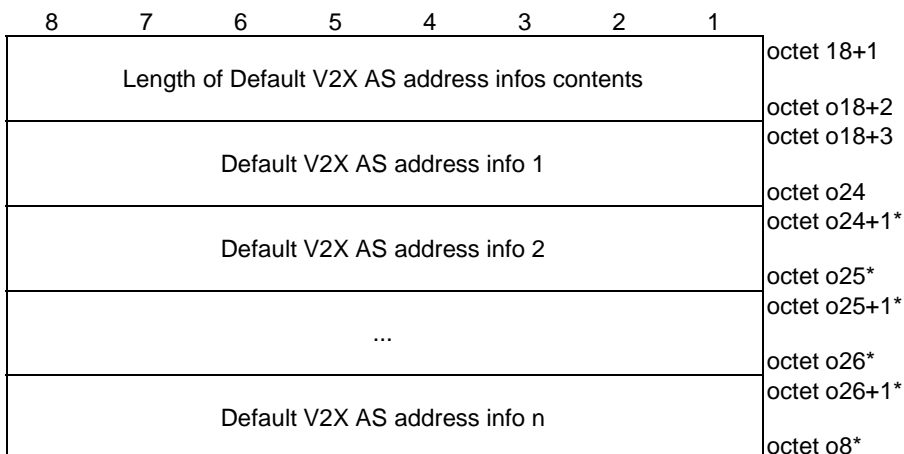 8 7 6 5 4 3 2 1
octet 18+1
Length of Default V2X AS address infos contents
octet o18+2
octet o18+3
Default V2X AS address info 1
octet o24
octet o24+1*
Default V2X AS address info 2
octet o25*
octet o25+1*
...
octet o26*
octet o26+1*
Default V2X AS address info n
octet o8*